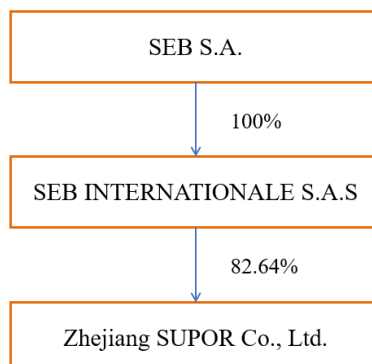 SEB S.A.
100%
SEB INTERNATIONALE S.A.S
82.64%
Zhejiang SUPOR Co., Ltd.